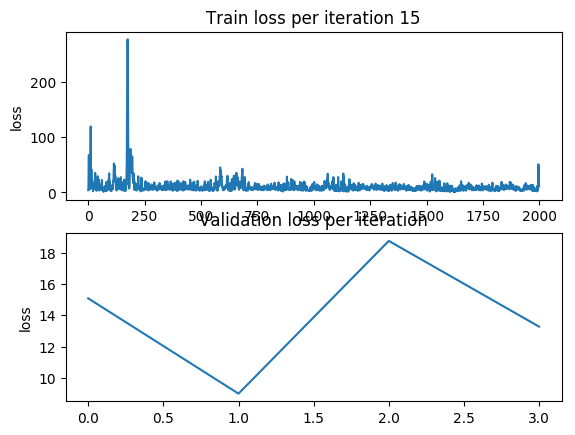 Train loss per iteration 15
loss
200
100
0
0 250 500 750 1000 1250 1500 1750 2000
Validation loss per iteration
loss
18
16
14
12
10
0.0 0.5 1.0 1.5 2.0 2.5 3.0